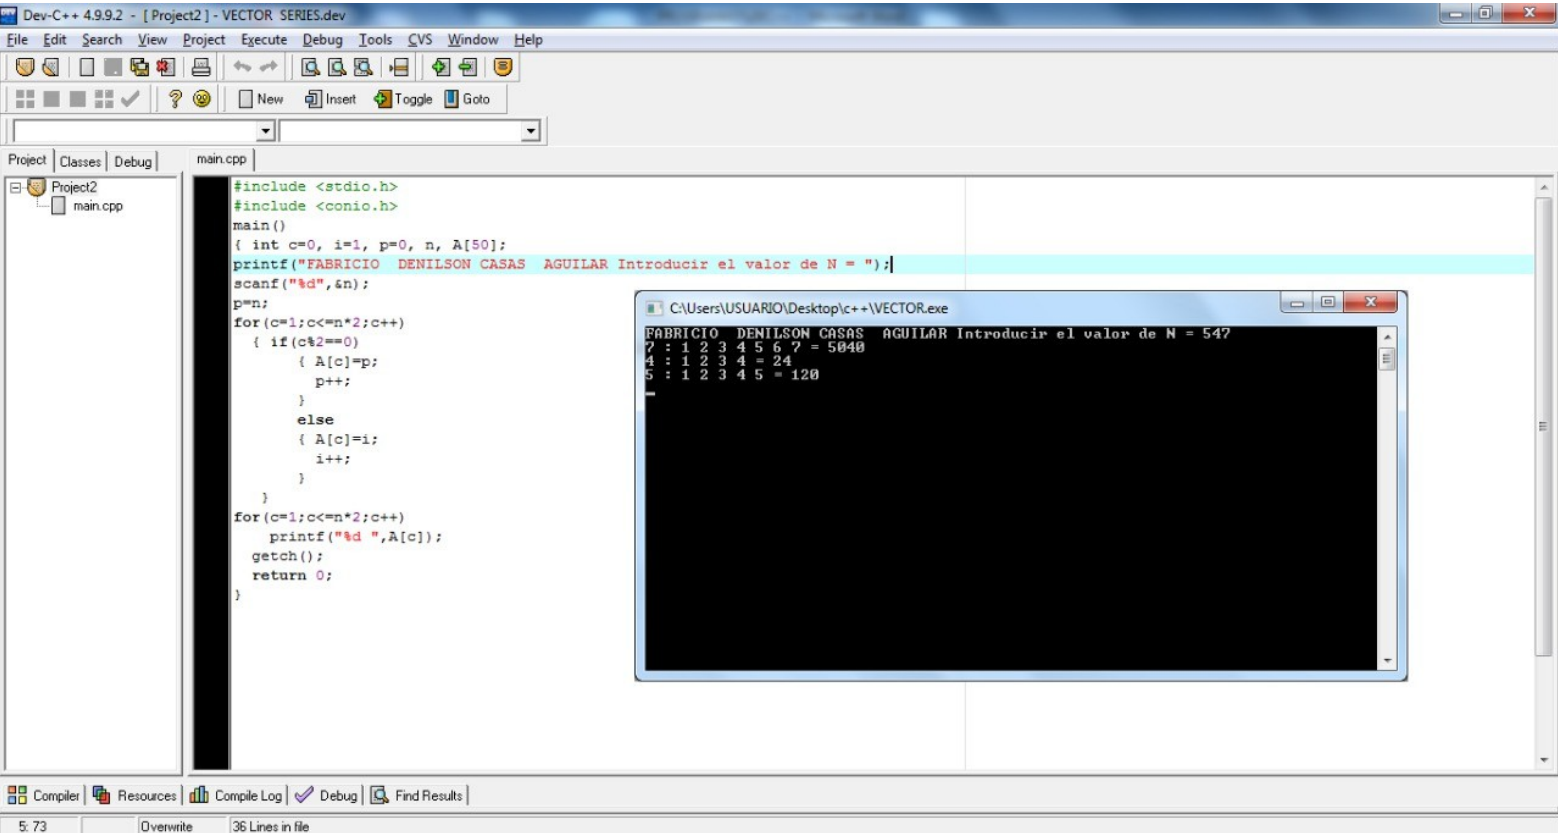 Dev-C++ 4.9.9.2 - [ Project2 ] - VECTOR SERIES.dev
File Edit Search View Project Execute Debug Tools CVS Window Help
New Insert Toggle Goto
Project Classes Debug main.cpp
Project2
main.cpp
#include <stdio.h>
#include <conio.h>
main()
{ int c=0, i=1, p=0, n, A[50];
printf("FABRICIO  DENILSON CASAS  AGUILAR Introducir el valor de N = ");
scanf("%d",&n);
p=n;
for(c=1;c<=n*2;c++)
{ if(c%2==0)
{ A[c]=p;
p++;
}
else
{ A[c]=i;
i++;
}
}
for(c=1;c<=n*2;c++)
printf("%d ",A[c]);
getch();
return 0;
}
C:\Users\USUARIO\Desktop\c++\VECTOR.exe
FABRICIO  DENILSON CASAS  AGUILAR Introducir el valor de N = 547
7 : 1 2 3 4 5 6 7 = 5040
4 : 1 2 3 4 = 24
5 : 1 2 3 4 5 = 120
Compiler Resources Compile Log Debug Find Results
5: 73 Overwrite 36 Lines in file